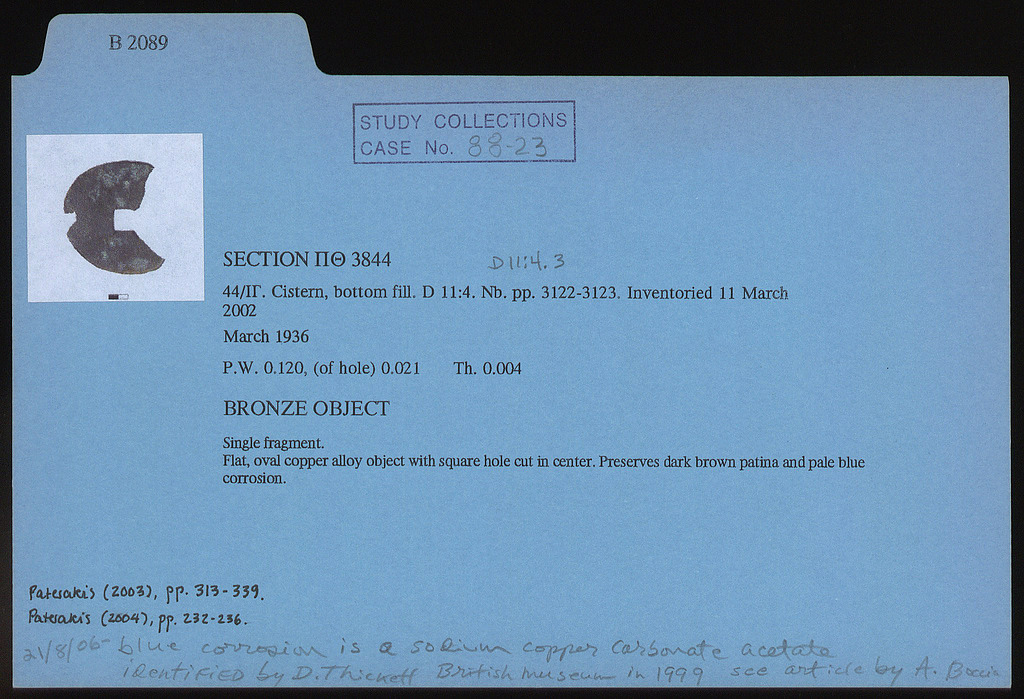 B 2089
STUDY COLLECTIONS
CASE No. 88-23
SECTION ΠΘ 3844 D 11:4.3
44/ΙΓ. Cistern, bottom fill. D 11:4. Nb. pp. 3122-3123. Inventoried 11 March
2002
March 1936
P.W. 0.120, (of hole) 0.021 Th. 0.004
BRONZE OBJECT
Single fragment.
Flat, oval copper alloy object with square hole cut in center. Preserves dark brown patina and pale blue
corrosion.
Paterakis (2003), pp. 313-339.
Paterakis (2004), pp. 232-236.
21/8/06- blue corrosion is a sodium copper carbonate acetate
identified by D. Thickett British Museum in 1999 see article by A.